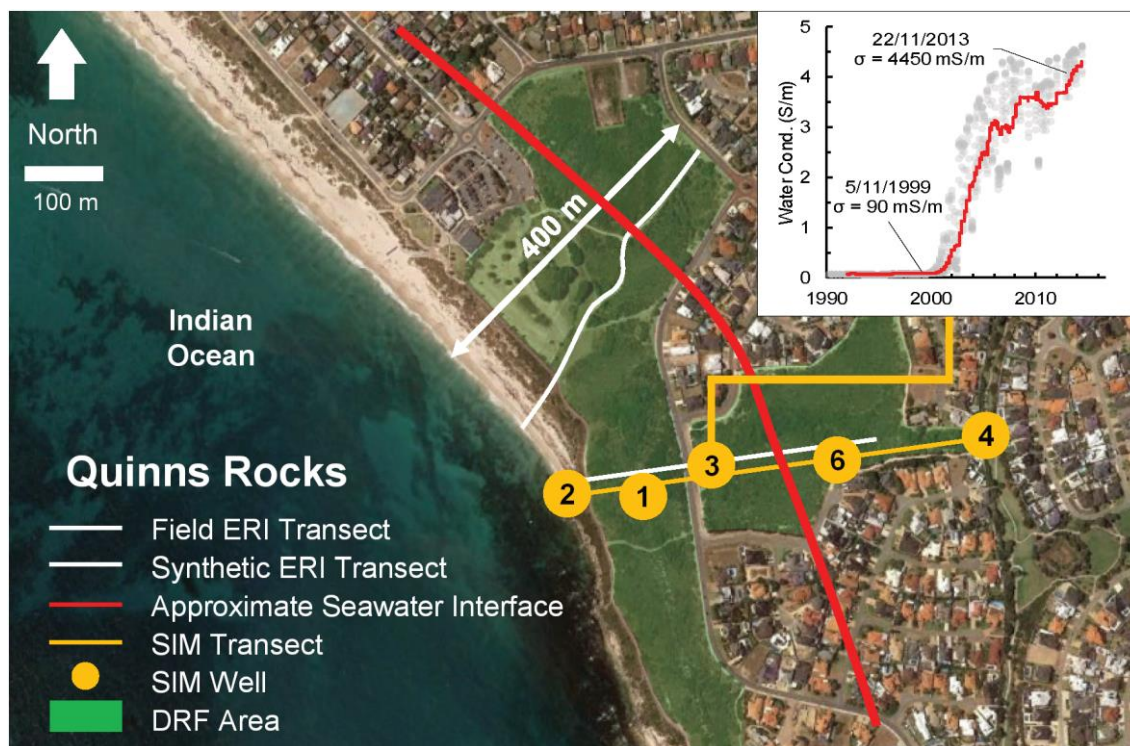 North
100 m
400 m
Indian
Ocean
Quinns Rocks
Field ERI Transect
Synthetic ERI Transect
Approximate Seawater Interface
SIM Transect
SIM Well
DRF Area
2
1
3
6
4
Water Cond. (S/m)
5
4
3
2
1
0
1990
2000
2010
22/11/2013
σ = 4450 mS/m
5/11/1999
σ = 90 mS/m